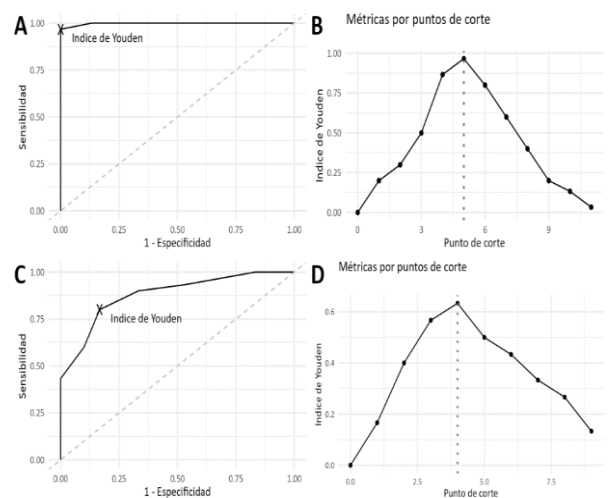 A
Sensibilidad
1.00
0.75
0.50
0.25
0.00
Indice de Youden
0.00 0.25 0.50 0.75 1.00
1 - Especificidad
B
Métricas por puntos de corte
Indice de Youden
1.00
0.75
0.50
0.25
0.00
0 3 6 9
Punto de corte
C
Sensibilidad
1.00
0.75
0.50
0.25
0.00
Indice de Youden
0.00 0.25 0.50 0.75 1.00
1 - Especificidad
D
Métricas por puntos de corte
Indice de Youden
0.6
0.4
0.2
0.0
0.0 2.5 5.0 7.5
Punto de corte